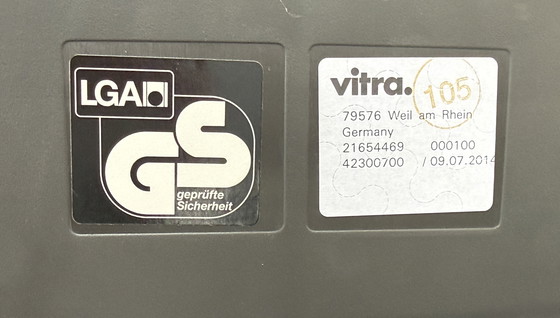 LGA
GS
geprüfte
Sicherheit
vitra.
105
79576 Weil am Rhein
Germany
21654469 000100
42300700 / 09.07.2014